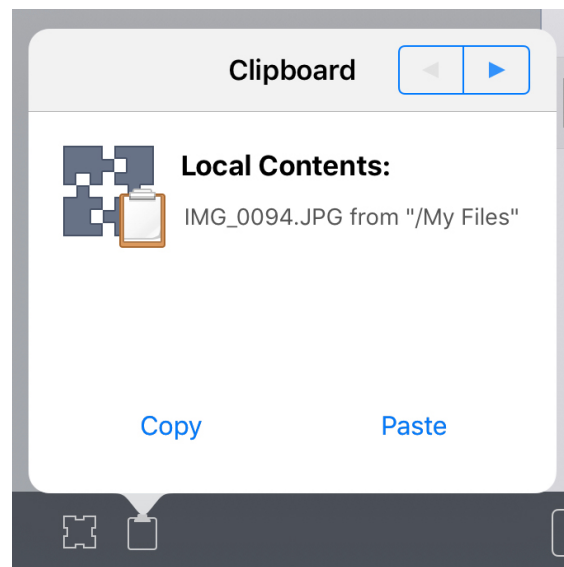 Clipboard
Local Contents:
IMG_0094.JPG from "/My Files"
Copy
Paste